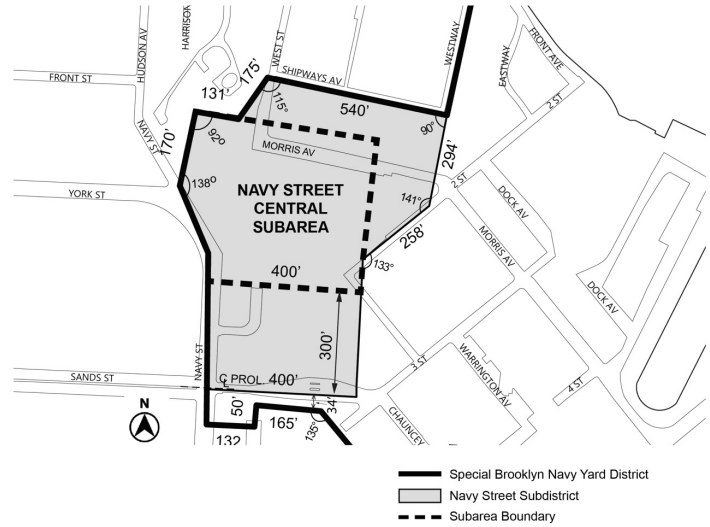 HARRISON
HUDSON AV
WEST ST
SHIPWAYS AV
WESTWAY
EASTWAY
FRONT AVE
FRONT ST
2 ST
131'
175'
115°
540'
90°
170'
NAVY ST
92°
MORRIS AV
294'
138°
YORK ST
NAVY STREET
CENTRAL
SUBAREA
141°
2 ST
DOCK AV
258'
MORRIS AV
133°
400'
DOCK AV
300'
NAVY ST
3 ST
WARRINGTON AV
4 ST
SANDS ST
℄ PROL. 400'
50'
34'
N
132
165'
135°
CHAUNCEY
Special Brooklyn Navy Yard District
Navy Street Subdistrict
Subarea Boundary